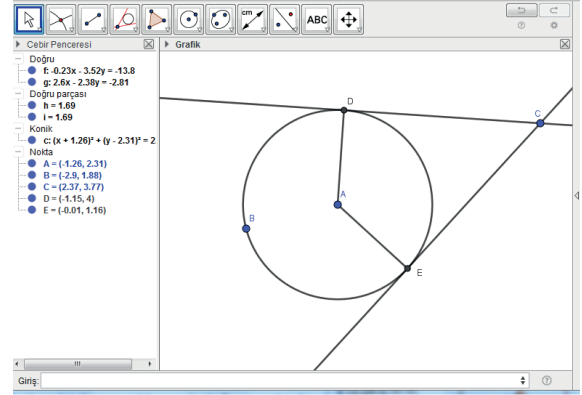 cm
ABC
Cebir Penceresi
Grafik
Doğru
f: -0.23x - 3.52y = -13.8
g: 2.6x - 2.38y = -2.81
Doğru parçası
h = 1.69
i = 1.69
Konik
c: (x + 1.26)² + (y - 2.31)² = 2
Nokta
A = (-1.26, 2.31)
B = (-2.9, 1.88)
C = (2.37, 3.77)
D = (-1.15, 4)
E = (-0.01, 1.16)
D
C
A
B
E
Giriş: